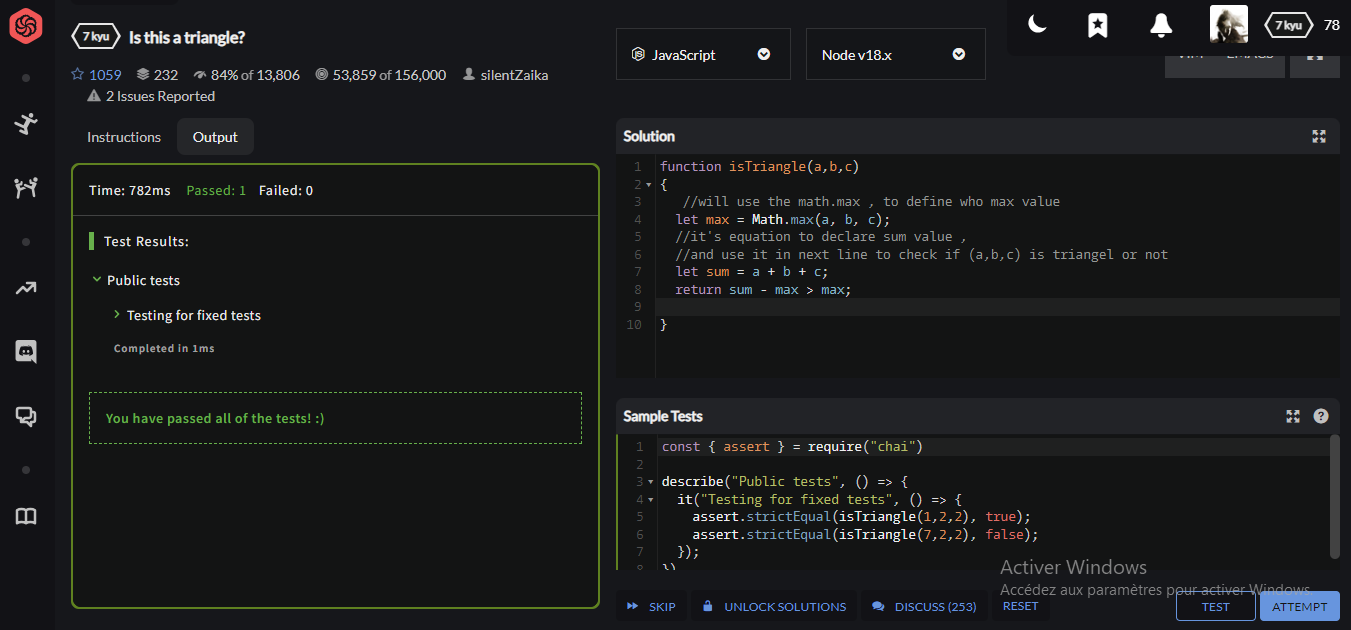 7 kyu Is this a triangle?
1059 232 84% of 13,806 53,859 of 156,000 silentZaika
2 Issues Reported
Instructions Output
Time: 782ms Passed: 1 Failed: 0
Test Results:
Public tests
Testing for fixed tests
Completed in 1ms
You have passed all of the tests! :)
JavaScript Node v18.x
7 kyu 78
VIM EMACS
Solution
1 function isTriangle(a,b,c)
2 {
3 //will use the math.max , to define who max value
4 let max = Math.max(a, b, c);
5 //it's equation to declare sum value ,
6 //and use it in next line to check if (a,b,c) is triangel or not
7 let sum = a + b + c;
8 return sum - max > max;
9
10 }
Sample Tests
1 const { assert } = require("chai")
2
3 describe("Public tests", () => {
4 it("Testing for fixed tests", () => {
5 assert.strictEqual(isTriangle(1,2,2), true);
6 assert.strictEqual(isTriangle(7,2,2), false);
7 });
8 })
Activer Windows
Accédez aux paramètres pour activer Windows.
SKIP UNLOCK SOLUTIONS DISCUSS (253) RESET TEST ATTEMPT